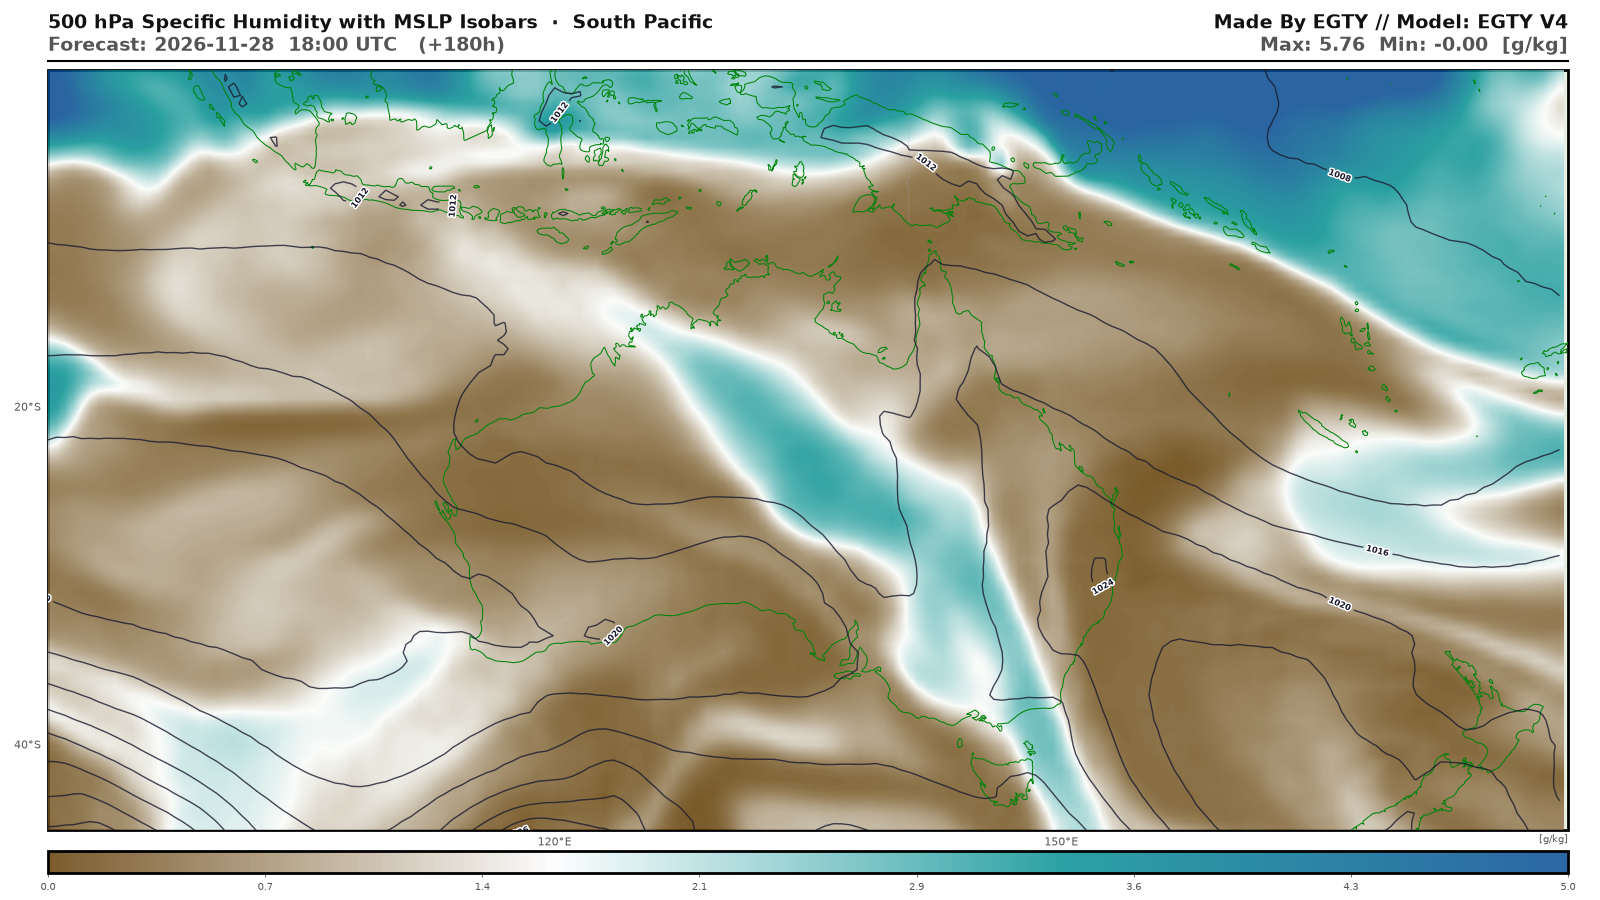 500 hPa Specific Humidity with MSLP Isobars · South Pacific
Made By EGTY // Model: EGTY V4
Forecast: 2026-11-28 18:00 UTC (+180h)
Max: 5.76 Min: -0.00 [g/kg]
1012
1012
1008
1012
1012
20°S
1016
1024
1020
1020
40°S
120°E
150°E
[g/kg]
0.0
0.7
1.4
2.1
2.9
3.6
4.3
5.0